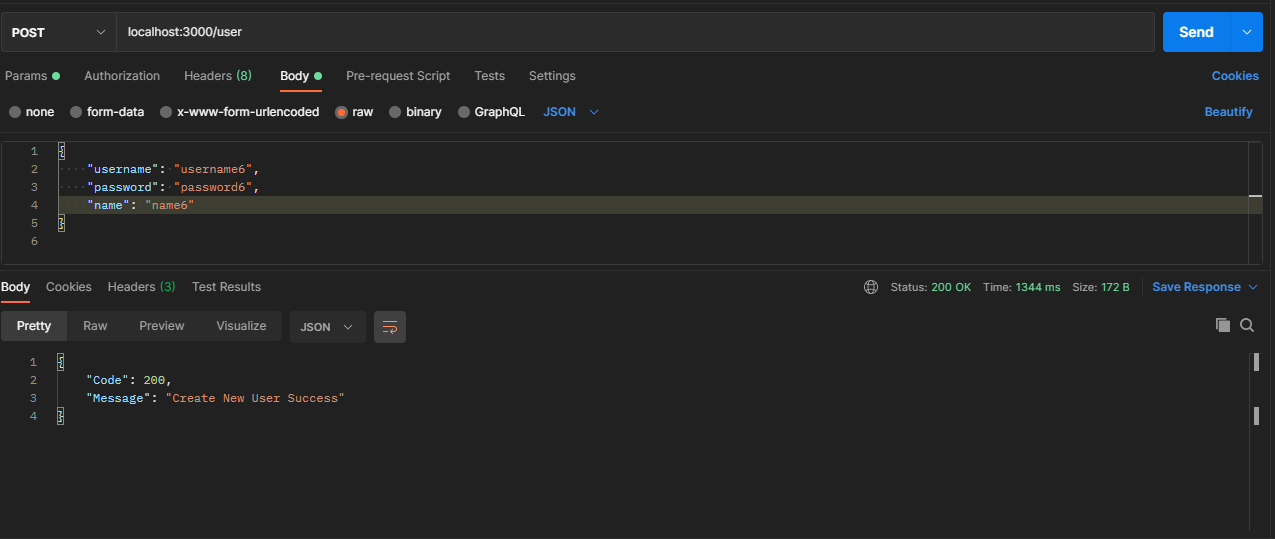 POST localhost:3000/user Send
Params Authorization Headers (8) Body Pre-request Script Tests Settings Cookies
none form-data x-www-form-urlencoded raw binary GraphQL JSON Beautify
1 {
2 "username": "username6",
3 "password": "password6",
4 "name": "name6"
5 }
6
Body Cookies Headers (3) Test Results Status: 200 OK Time: 1344 ms Size: 172 B Save Response
Pretty Raw Preview Visualize JSON
1 {
2 "Code": 200,
3 "Message": "Create New User Success"
4 }